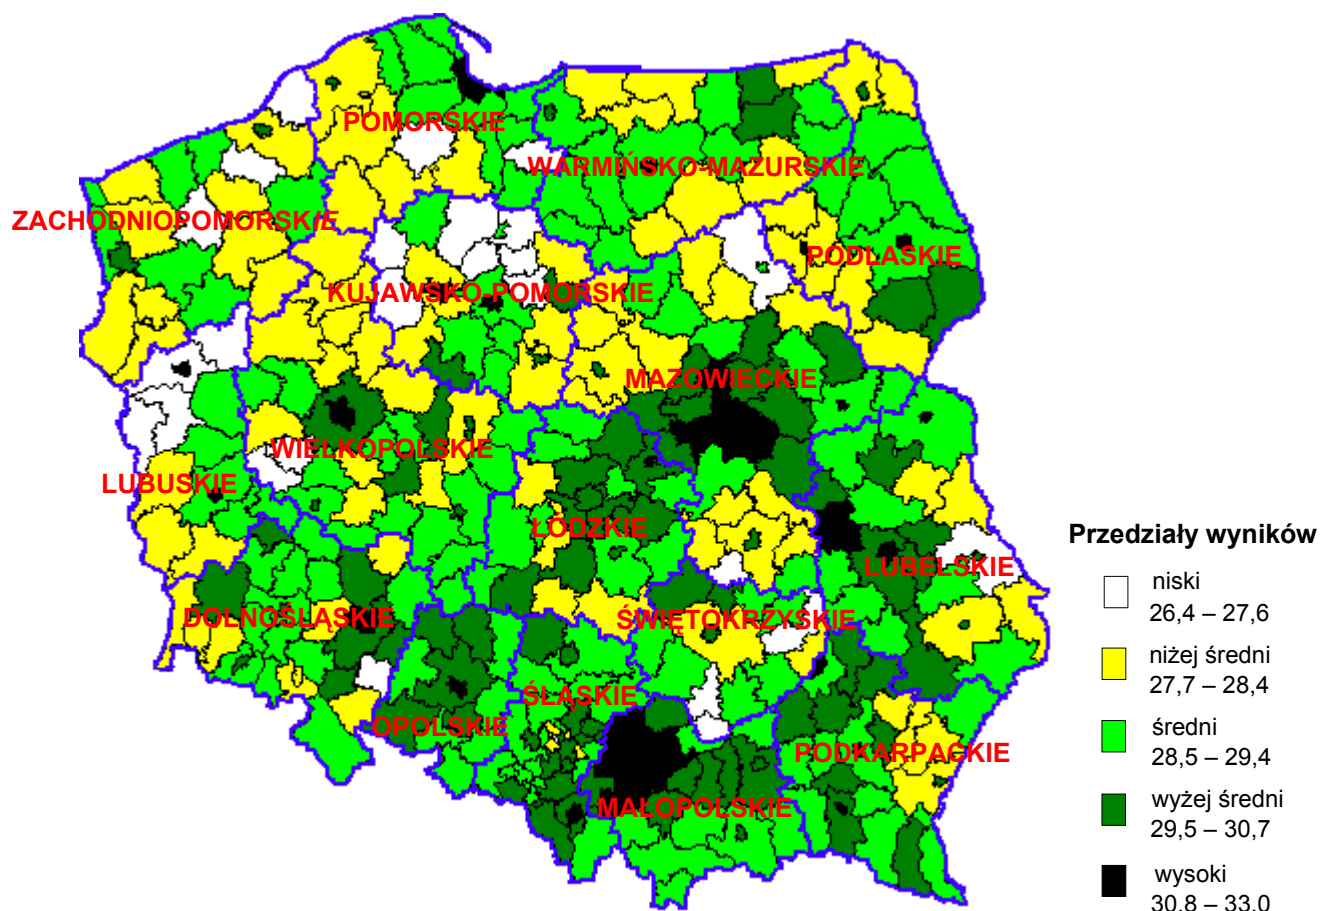 POMORSKIE
WARMIŃSKO-MAZURSKIE
ZACHODNIOPOMORSKIE
PODLASKIE
KUJAWSKO-POMORSKIE
MAZOWIECKIE
WIELKOPOLSKIE
LUBUSKIE
ŁÓDZKIE
LUBELSKIE
DOLNOŚLĄSKIE
ŚWIĘTOKRZYSKIE
ŚLĄSKIE
OPOLSKIE
PODKARPACKIE
MAŁOPOLSKIE
Przedziały wyników
niski
26,4 – 27,6
niżej średni
27,7 – 28,4
średni
28,5 – 29,4
wyżej średni
29,5 – 30,7
wysoki
30,8 – 33,0